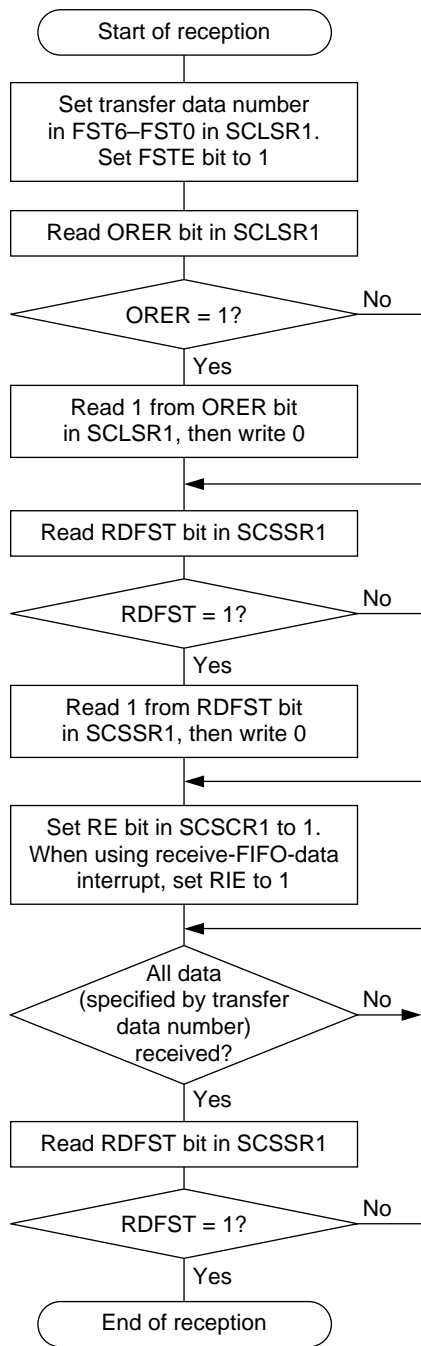 Start of reception
Set transfer data number
in FST6–FST0 in SCLSR1.
Set FSTE bit to 1
Read ORER bit in SCLSR1
ORER = 1?
No
Yes
Read 1 from ORER bit
in SCLSR1, then write 0
Read RDFST bit in SCSSR1
RDFST = 1?
No
Yes
Read 1 from RDFST bit
in SCSSR1, then write 0
Set RE bit in SCSCR1 to 1.
When using receive-FIFO-data
interrupt, set RIE to 1
All data
(specified by transfer
data number)
received?
No
Yes
Read RDFST bit in SCSSR1
RDFST = 1?
No
Yes
End of reception